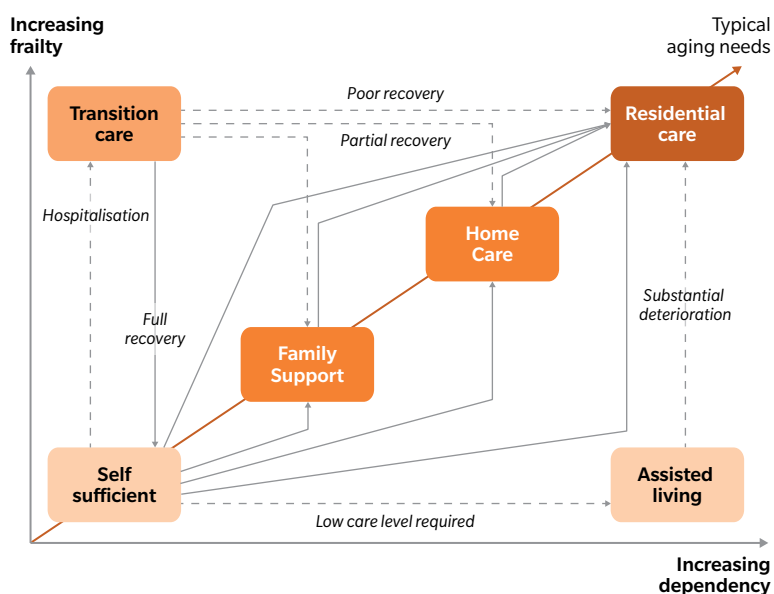 Increasing
frailty
Typical
aging needs
Transition
care
Poor recovery
Partial recovery
Residential
care
Hospitalisation
Home
Care
Full
recovery
Substantial
deterioration
Family
Support
Self
sufficient
Assisted
living
Low care level required
Increasing
dependency